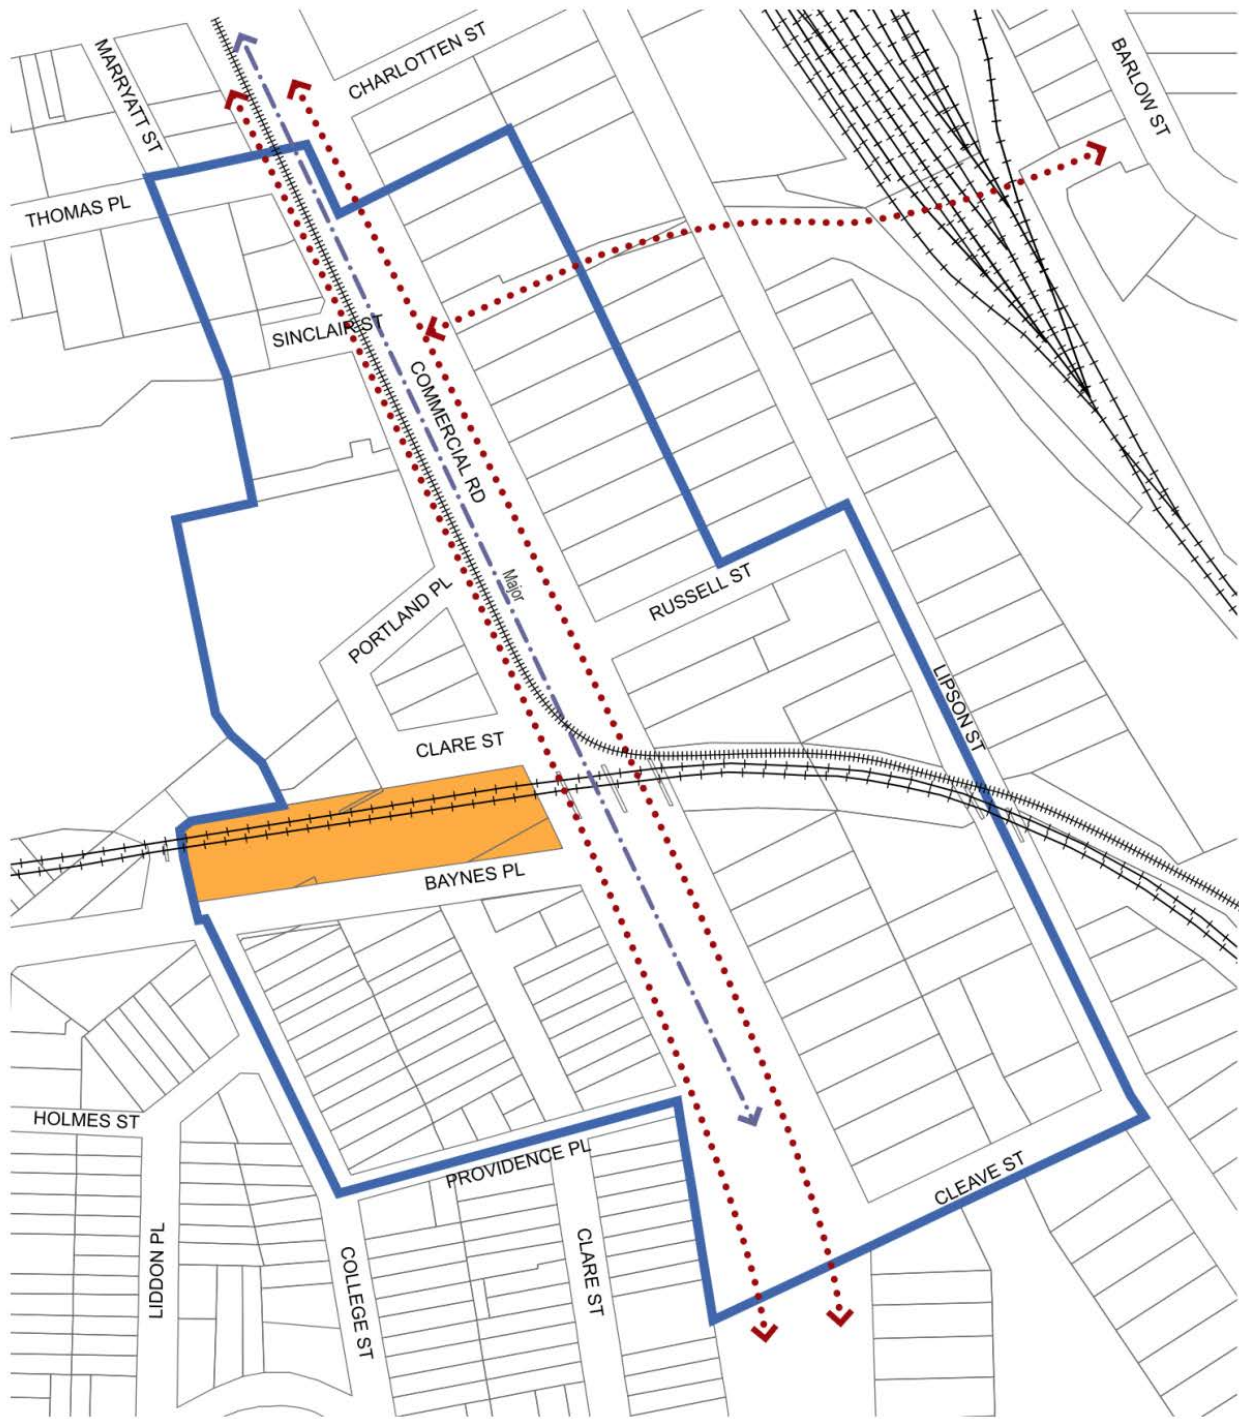 MARRYATT ST
CHARLOTTEN ST
BARLOW ST
THOMAS PL
SINCLAIR ST
COMMERCIAL RD
Major
PORTLAND PL
RUSSELL ST
LIPSON ST
CLARE ST
BAYNES PL
HOLMES ST
PROVIDENCE PL
CLEAVE ST
LIDDON PL
COLLEGE ST
CLARE ST